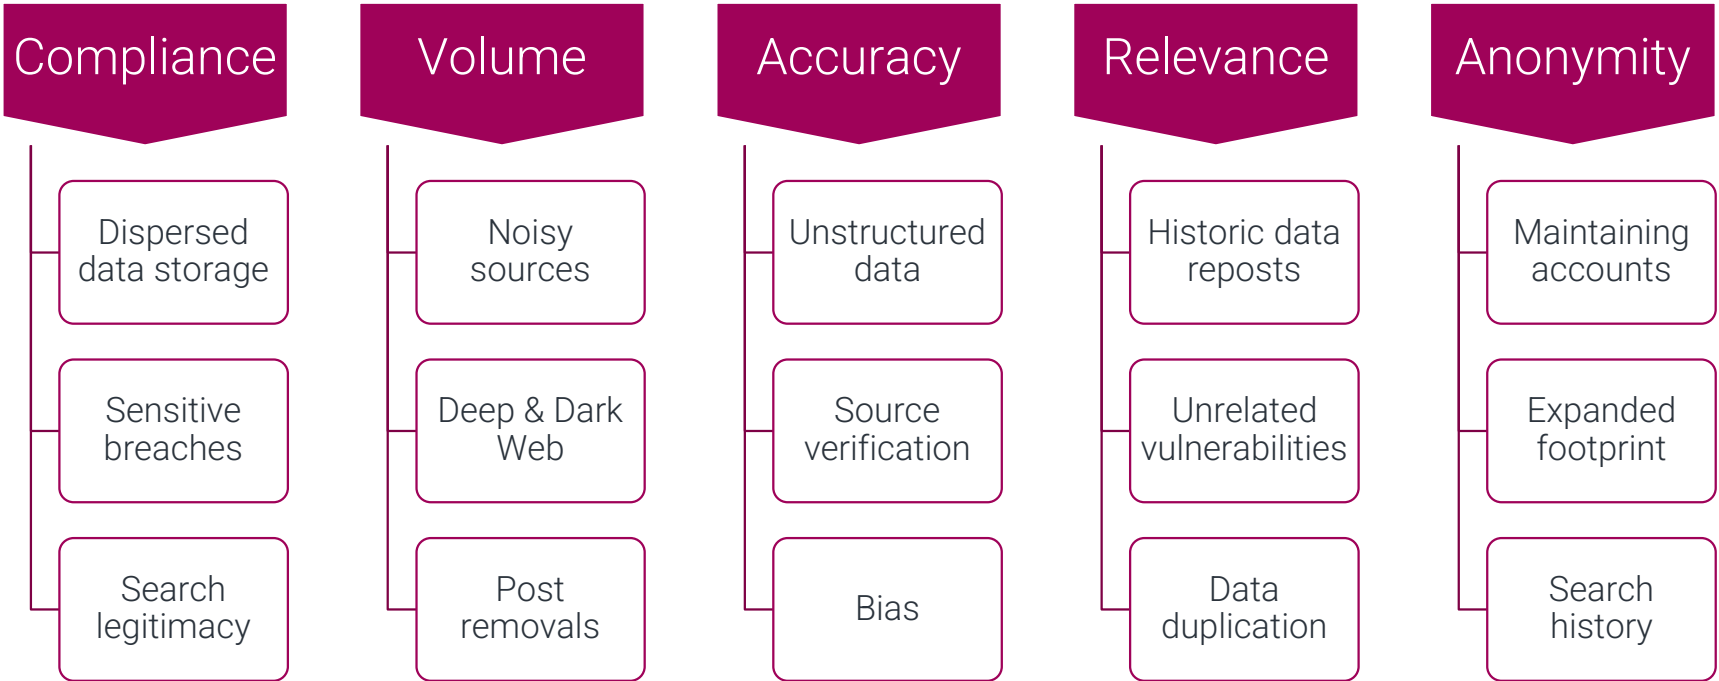 Compliance
Dispersed
data storage
Sensitive
breaches
Search
legitimacy
Volume
Noisy
sources
Deep & Dark
Web
Post
removals
Accuracy
Unstructured
data
Source
verification
Bias
Relevance
Historic data
reposts
Unrelated
vulnerabilities
Data
duplication
Anonymity
Maintaining
accounts
Expanded
footprint
Search
history